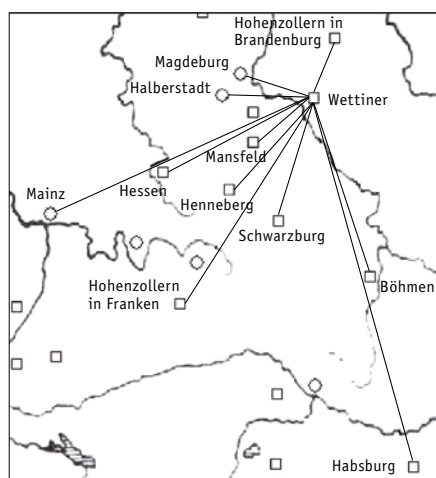 Hohenzollern in
Brandenburg
Magdeburg
Halberstadt
Wettiner
Mansfeld
Hessen
Mainz
Henneberg
Schwarzburg
Hohenzollern
in Franken
Böhmen
Habsburg